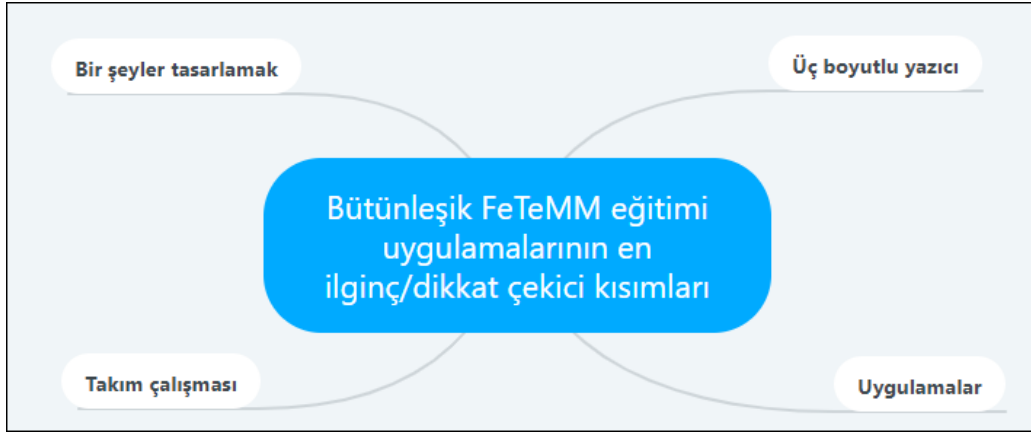 Bir şeyler tasarlamak
Üç boyutlu yazıcı
Bütünleşik FeTeMM eğitimi
uygulamalarının en
ilginç/dikkat çekici kısımları
Takım çalışması
Uygulamalar